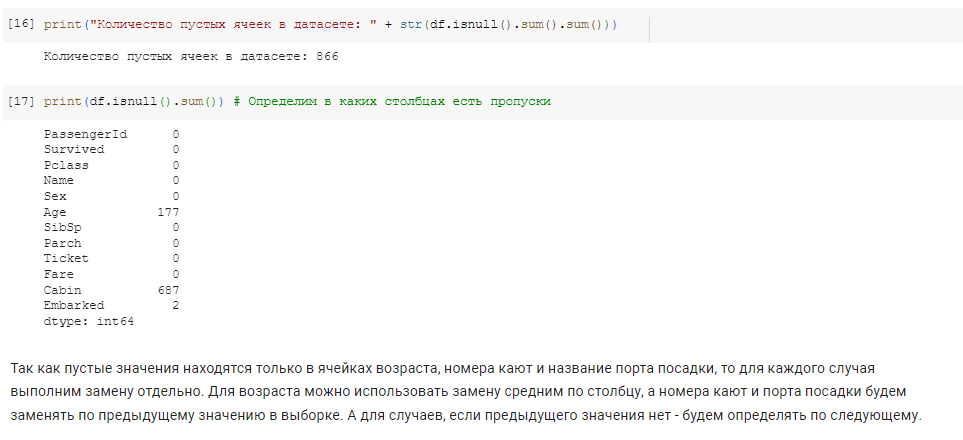 [16] print("Количество пустых ячеек в датасете: " + str(df.isnull().sum().sum()))
Количество пустых ячеек в датасете: 866
[17] print(df.isnull().sum()) # Определим в каких столбцах есть пропуски
PassengerId 0
Survived 0
Pclass 0
Name 0
Sex 0
Age 177
SibSp 0
Parch 0
Ticket 0
Fare 0
Cabin 687
Embarked 2
dtype: int64
Так как пустые значения находятся только в ячейках возраста, номера кают и название порта посадки, то для каждого случая
выполним замену отдельно. Для возраста можно использовать замену средним по столбцу, а номера кают и порта посадки будем
заменять по предыдущему значению в выборке. А для случаев, если предыдущего значения нет - будем определять по следующему.